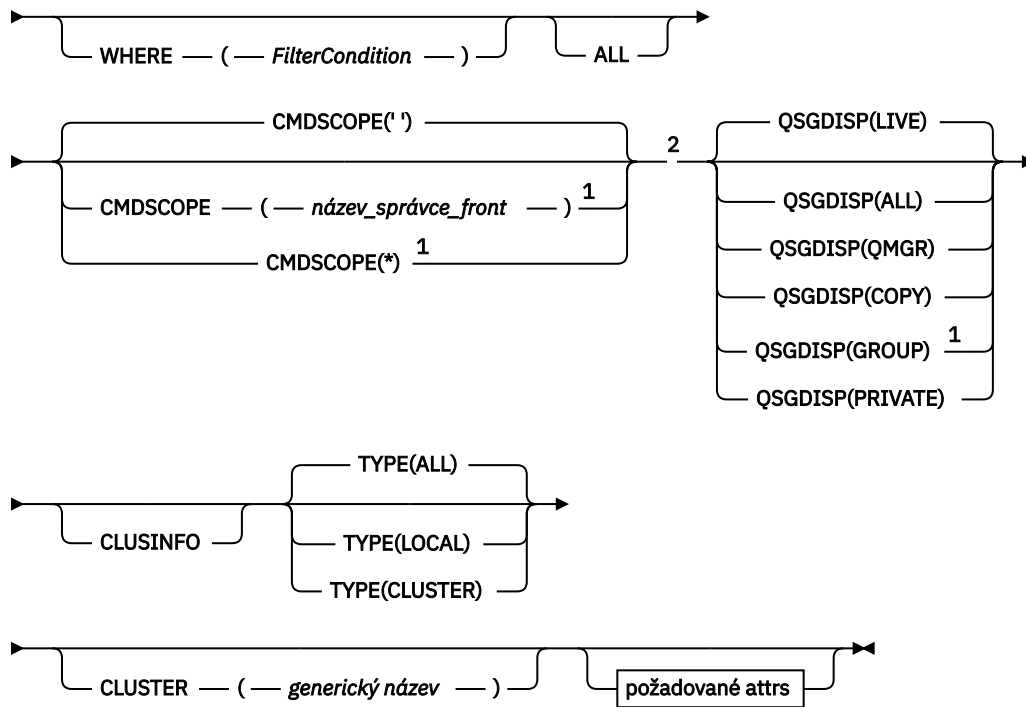 WHERE ( FilterCondition ) ALL
CMDSCOPE(' ') QSGDISP(LIVE)
2
CMDSCOPE ( název_správce_front ) 1 QSGDISP(ALL)
CMDSCOPE(*) 1 QSGDISP(QMGR)
QSGDISP(COPY)
QSGDISP(GROUP) 1
QSGDISP(PRIVATE)
TYPE(ALL)
CLUSINFO TYPE(LOCAL)
TYPE(CLUSTER)
CLUSTER ( generický název ) požadované attrs